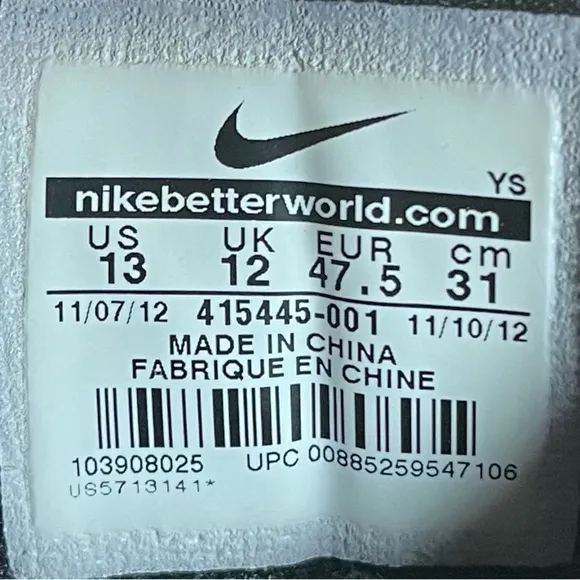 YS
nikebetterworld.com
US UK EUR cm
13 12 47.5 31
11/07/12 415445-001 11/10/12
MADE IN CHINA
FABRIQUE EN CHINE
103908025 UPC 00885259547106
US5713141*